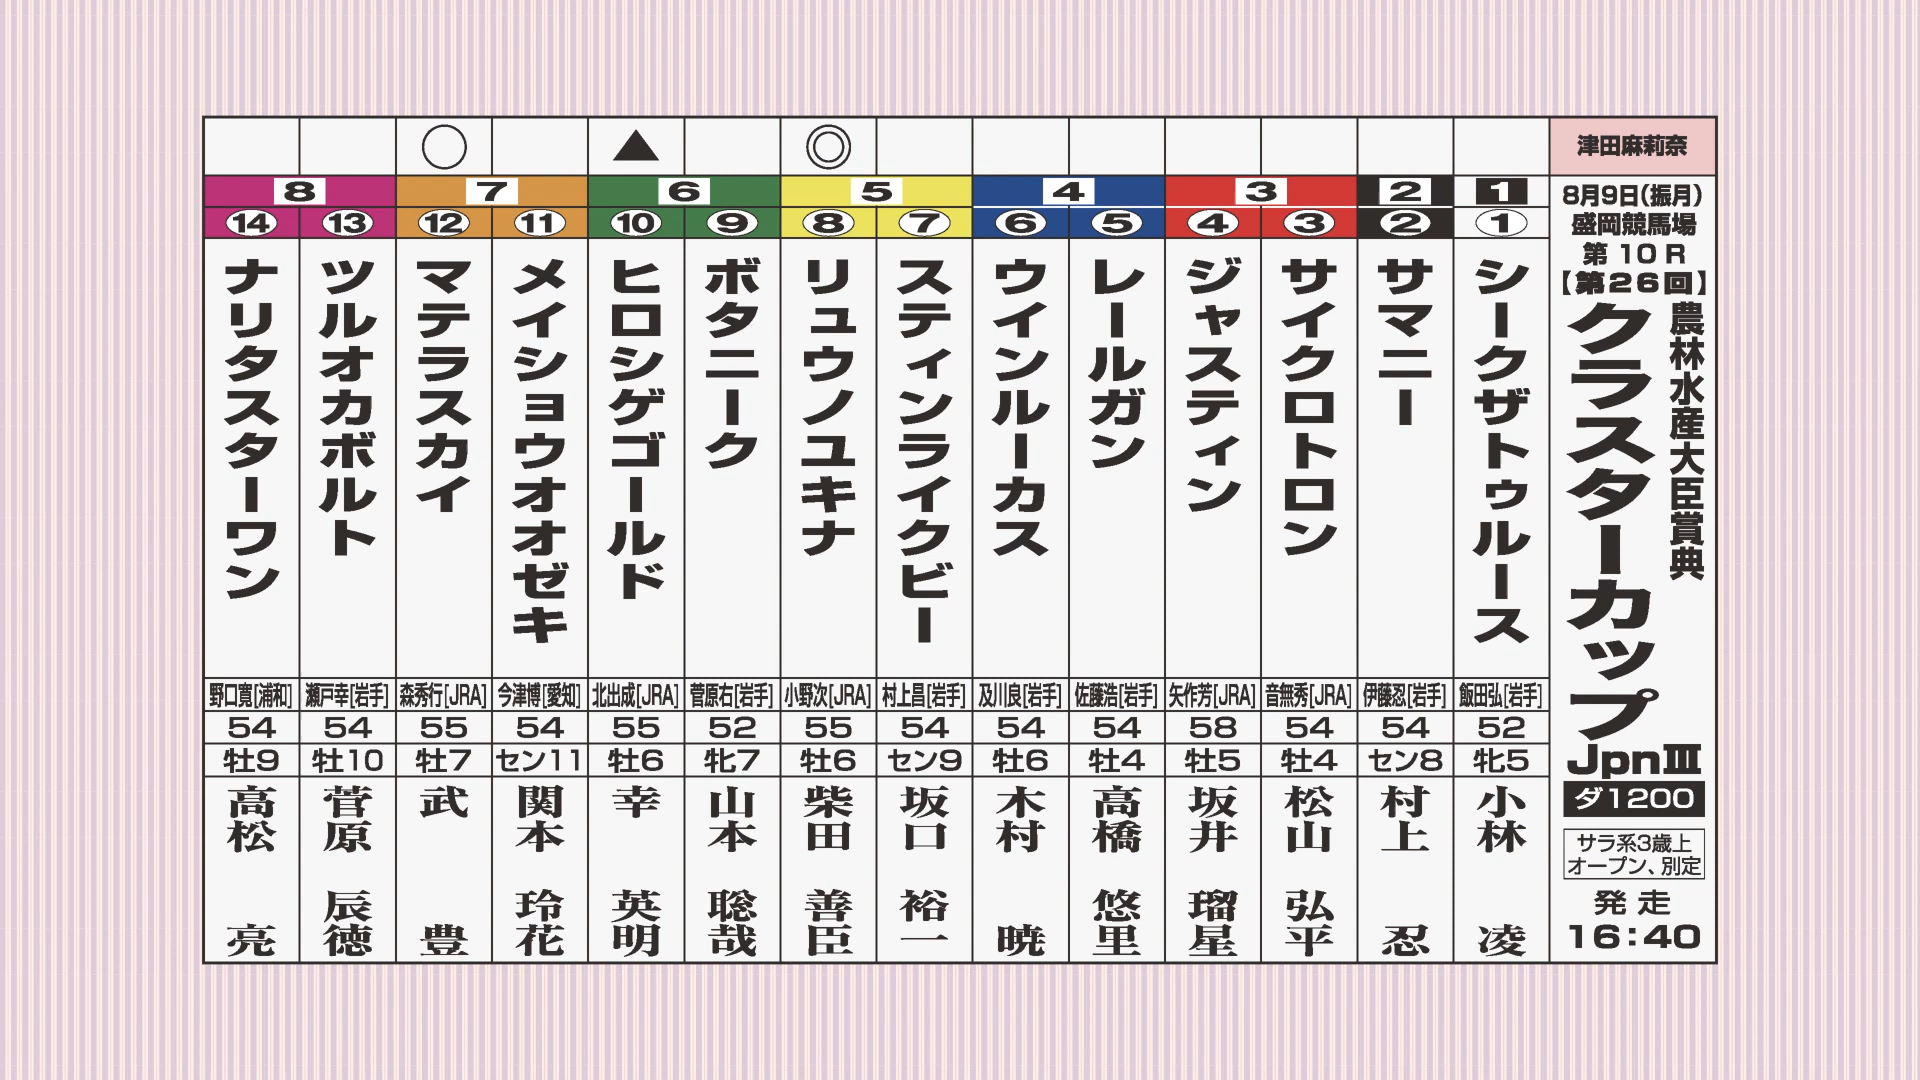 津田麻莉奈
8月9日(振月)
盛岡競馬場
第10R
【第26回】
農林水産大臣賞典
クラスターカップ
JpnⅢ
ダ1200
サラ系3歳上
オープン、別定
発走
16:40
1
①
シークザトゥルース
飯田弘[岩手]
52
牝5
小林 凌
2
②
サマニー
伊藤忍[岩手]
54
セン8
村上 忍
3
③
サイクロトロン
音無秀[JRA]
54
牡4
松山 弘平
④
ジャスティン
矢作芳[JRA]
58
牡5
坂井 瑠星
4
⑤
レールガン
佐藤浩[岩手]
54
牡4
高橋 悠里
⑥
ウインルーカス
及川良[岩手]
54
牡6
木村 暁
5
⑦
スティンライクビー
村上昌[岩手]
54
セン9
坂口 裕一
◎
⑧
リュウノユキナ
小野次[JRA]
55
牡6
柴田 善臣
6
⑨
ボタニーク
菅原右[岩手]
52
牝7
山本 聡哉
▲
⑩
ヒロシゲゴールド
北出成[JRA]
55
牡6
幸 英明
7
⑪
メイショウオオゼキ
今津博[愛知]
54
セン11
関本 玲花
○
⑫
マテラスカイ
森秀行[JRA]
55
牡7
武 豊
8
⑬
ツルオカボルト
瀬戸幸[岩手]
54
牡10
菅原 辰徳
⑭
ナリタスターワン
野口寛[浦和]
54
牡9
高松 亮